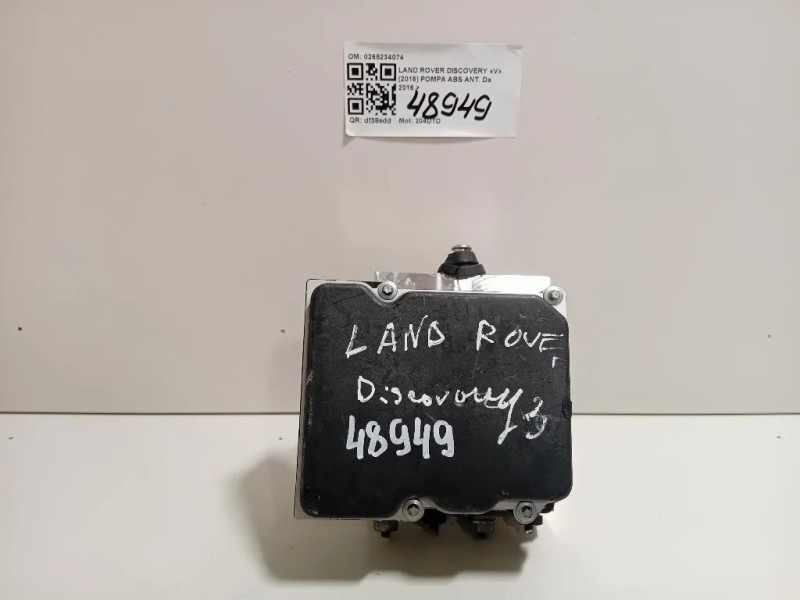 OM: 0265234074
LAND ROVER DISCOVERY «V»
(2016) POMPA ABS ANT. Da
2016 >
48949
QR: df38edd Mot: 204DTD
LAND ROVEr
Discovery 3
48949